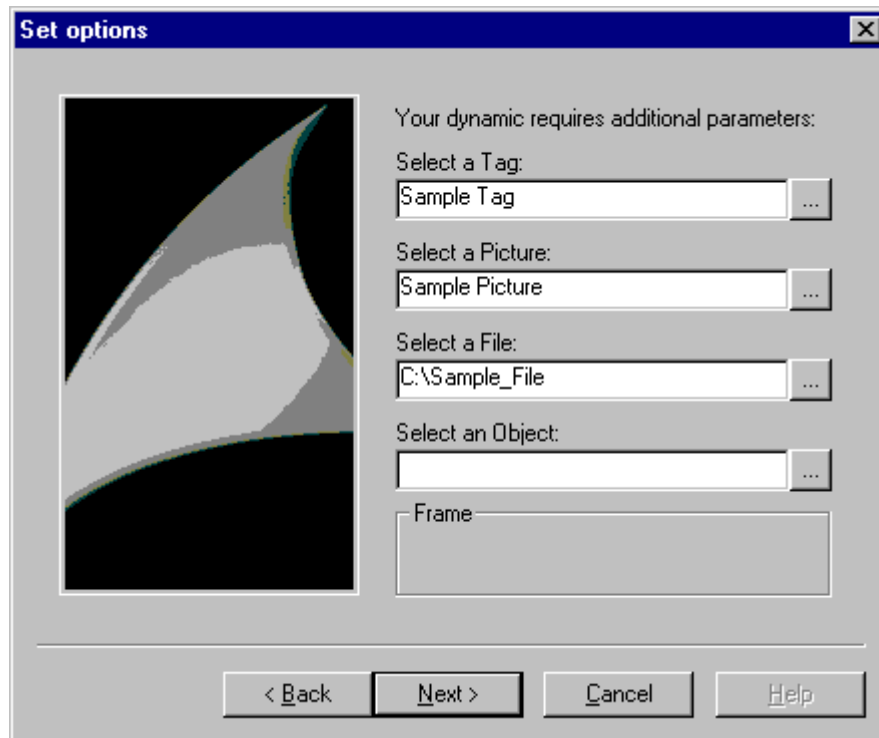 Set options
Your dynamic requires additional parameters:
Select a Tag:
Sample Tag
...
Select a Picture:
Sample Picture
...
Select a File:
C:\Sample_File
...
Select an Object:
...
Frame
< Back
Next >
Cancel
Help